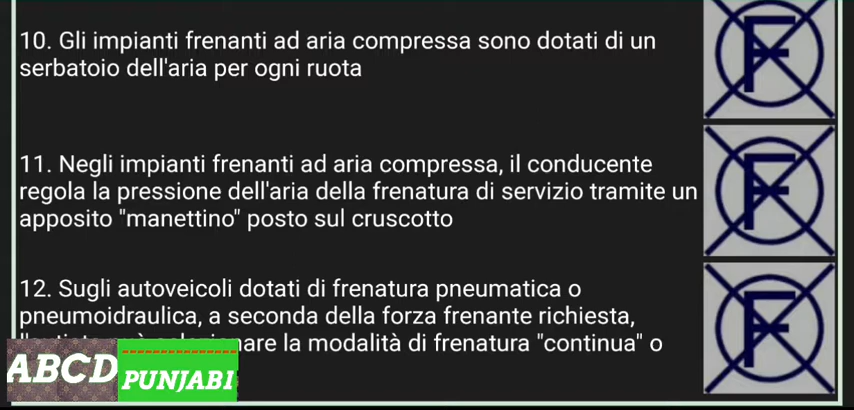 10. Gli impianti frenanti ad aria compressa sono dotati di un
serbatoio dell'aria per ogni ruota
F
11. Negli impianti frenanti ad aria compressa, il conducente
regola la pressione dell'aria della frenatura di servizio tramite un
apposito "manettino" posto sul cruscotto
F
12. Sugli autoveicoli dotati di frenatura pneumatica o
pneumoidraulica, a seconda della forza frenante richiesta,
la modalità di frenatura "continua" o
F
ABCD PUNJABI